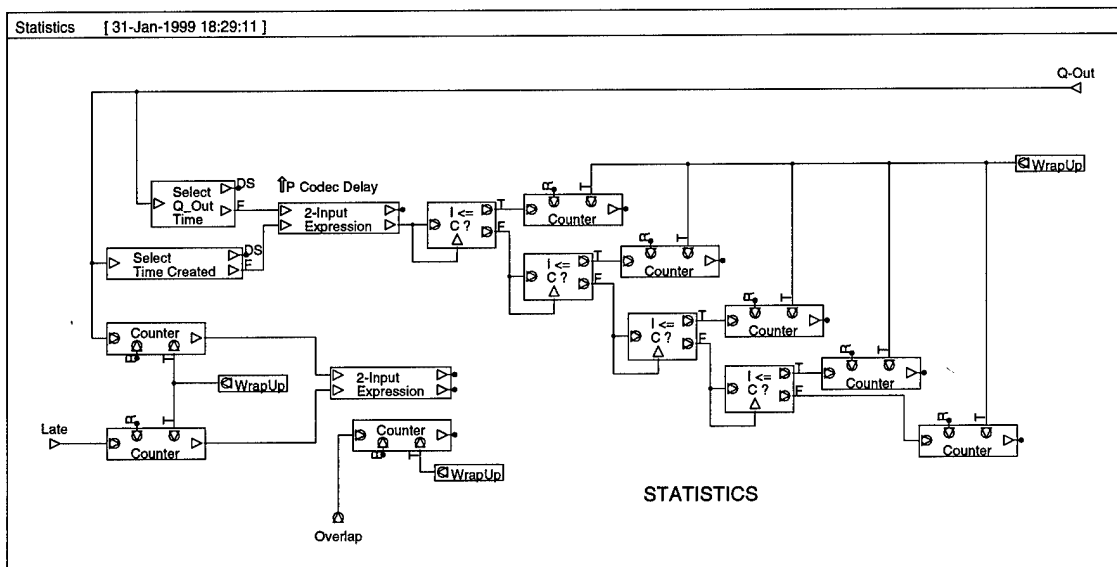 Statistics [ 31-Jan-1999 18:29:11 ]
Q-Out
WrapUp
Select
Q_Out
Time
DS
F
⇧P Codec Delay
2-Input
Expression
I <=
C ?
T
F
R
T
Counter
Select
Time Created
DS
F
I <=
C ?
T
F
R
T
Counter
I <=
C ?
T
F
R
T
Counter
Counter
R
T
WrapUp
2-Input
Expression
I <=
C ?
T
F
R
T
Counter
Late
R
T
Counter
Counter
R
T
WrapUp
R
T
Counter
STATISTICS
Overlap